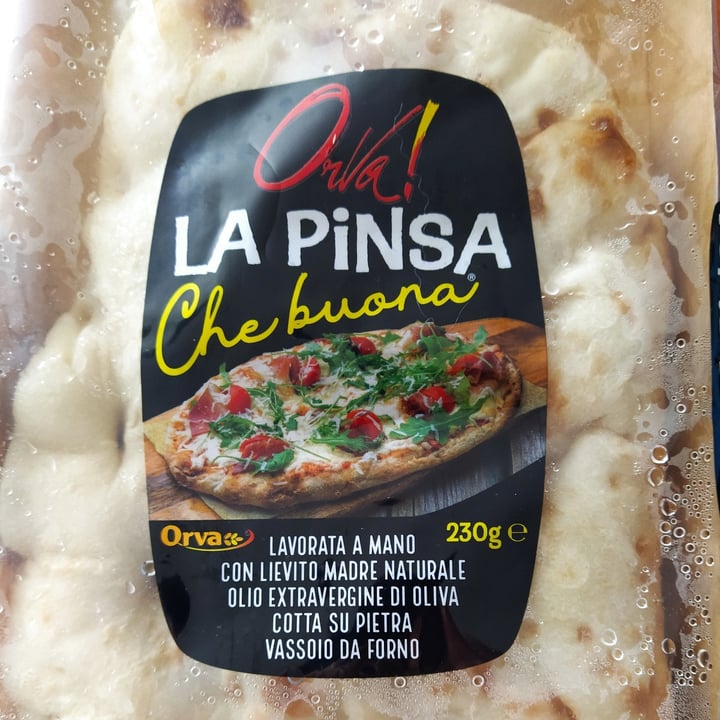 Orva!
LA PiNSA
Che buona®
Orva
230g ℮
LAVORATA A MANO
CON LIEVITO MADRE NATURALE
OLIO EXTRAVERGINE DI OLIVA
COTTA SU PIETRA
VASSOIO DA FORNO